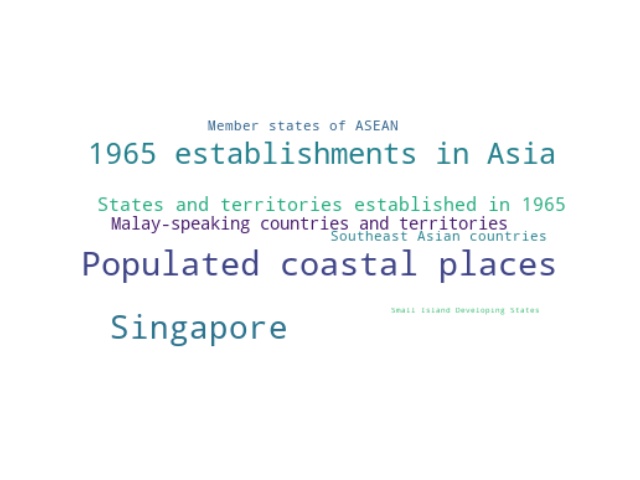 Member states of ASEAN
1965 establishments in Asia
States and territories established in 1965
Malay-speaking countries and territories
Southeast Asian countries
Populated coastal places
Small Island Developing States
Singapore